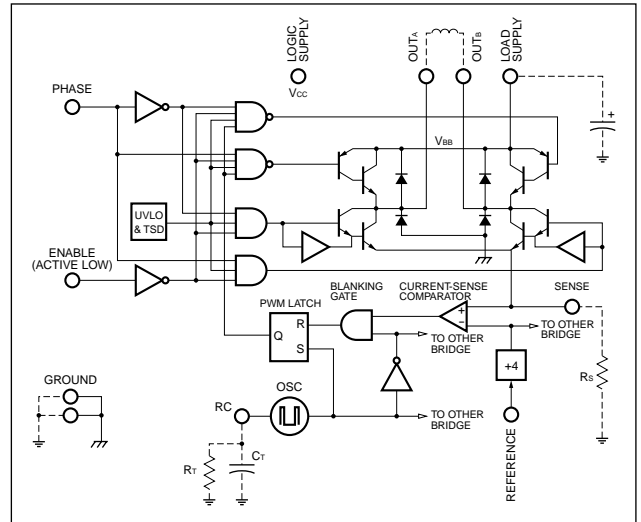 LOGIC
SUPPLY
OUTA
OUTB
LOAD
SUPPLY
PHASE
VCC
+
VBB
UVLO
& TSD
ENABLE
(ACTIVE LOW)
BLANKING
GATE
CURRENT-SENSE
COMPARATOR
SENSE
PWM LATCH
R
Q
S
+
–
TO OTHER
BRIDGE
TO OTHER
BRIDGE
+4
RS
GROUND
OSC
RC
TO OTHER
BRIDGE
CT
RT
REFERENCE